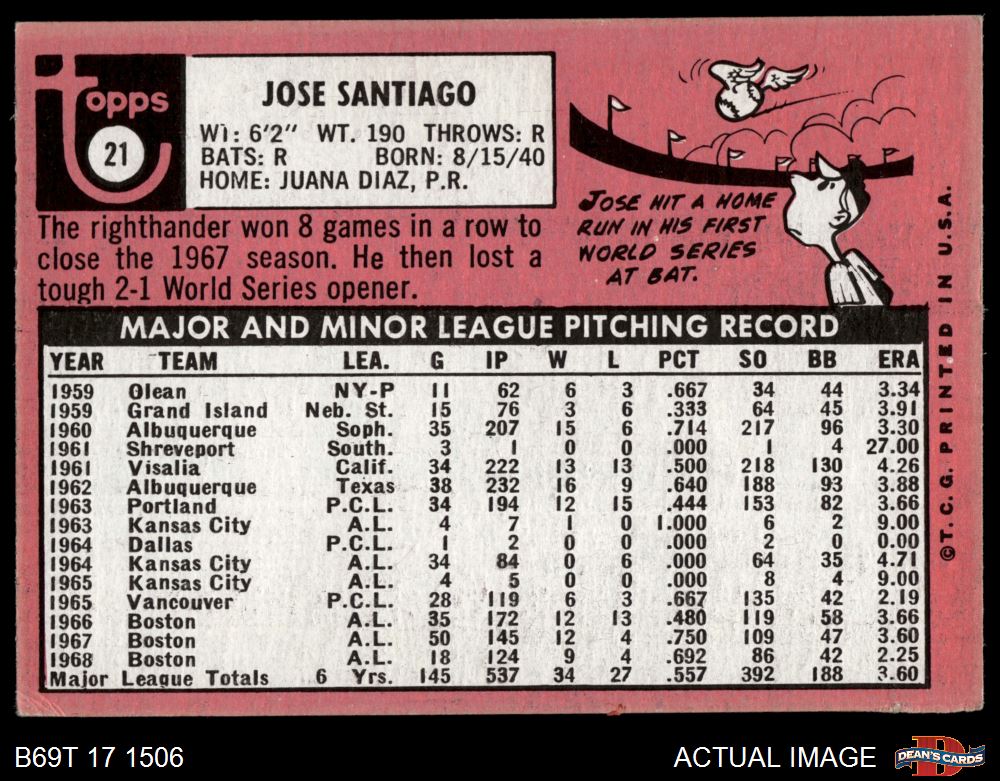 topps
21
JOSE SANTIAGO
WT: 6'2" WT. 190 THROWS: R
BATS: R BORN: 8/15/40
HOME: JUANA DIAZ, P.R.
The righthander won 8 games in a row to
close the 1967 season. He then lost a
tough 2-1 World Series opener.
JOSE HIT A HOME
RUN IN HIS FIRST
WORLD SERIES
AT BAT.
MAJOR AND MINOR LEAGUE PITCHING RECORD
YEAR TEAM LEA. G IP W L PCT SO BB ERA
1959 Olean NY-P 11 62 6 3 .667 34 44 3.34
1959 Grand Island Neb. St. 15 76 3 6 .333 64 45 3.91
1960 Albuquerque Soph. 35 207 15 6 .714 217 96 3.30
1961 Shreveport South. 3 1 0 0 .000 1 4 27.00
1961 Visalia Calif. 34 222 13 13 .500 218 130 4.26
1962 Albuquerque Texas 38 232 16 9 .640 188 93 3.88
1963 Portland P.C.L. 34 194 12 15 .444 153 82 3.66
1963 Kansas City A.L. 4 7 1 0 1.000 6 2 9.00
1964 Dallas P.C.L. 1 2 0 0 .000 2 0 0.00
1964 Kansas City A.L. 34 84 0 6 .000 64 35 4.71
1965 Kansas City A.L. 4 5 0 0 .000 8 4 9.00
1965 Vancouver P.C.L. 28 119 6 3 .667 135 42 2.19
1966 Boston A.L. 35 172 12 13 .480 119 58 3.66
1967 Boston A.L. 50 145 12 4 .750 109 47 3.60
1968 Boston A.L. 18 124 9 4 .692 86 42 2.25
Major League Totals 6 Yrs. 145 537 34 27 .557 392 188 3.60
©T.C.G. PRINTED IN U.S.A.
B69T 17 1506
ACTUAL IMAGE
DEAN'S CARDS